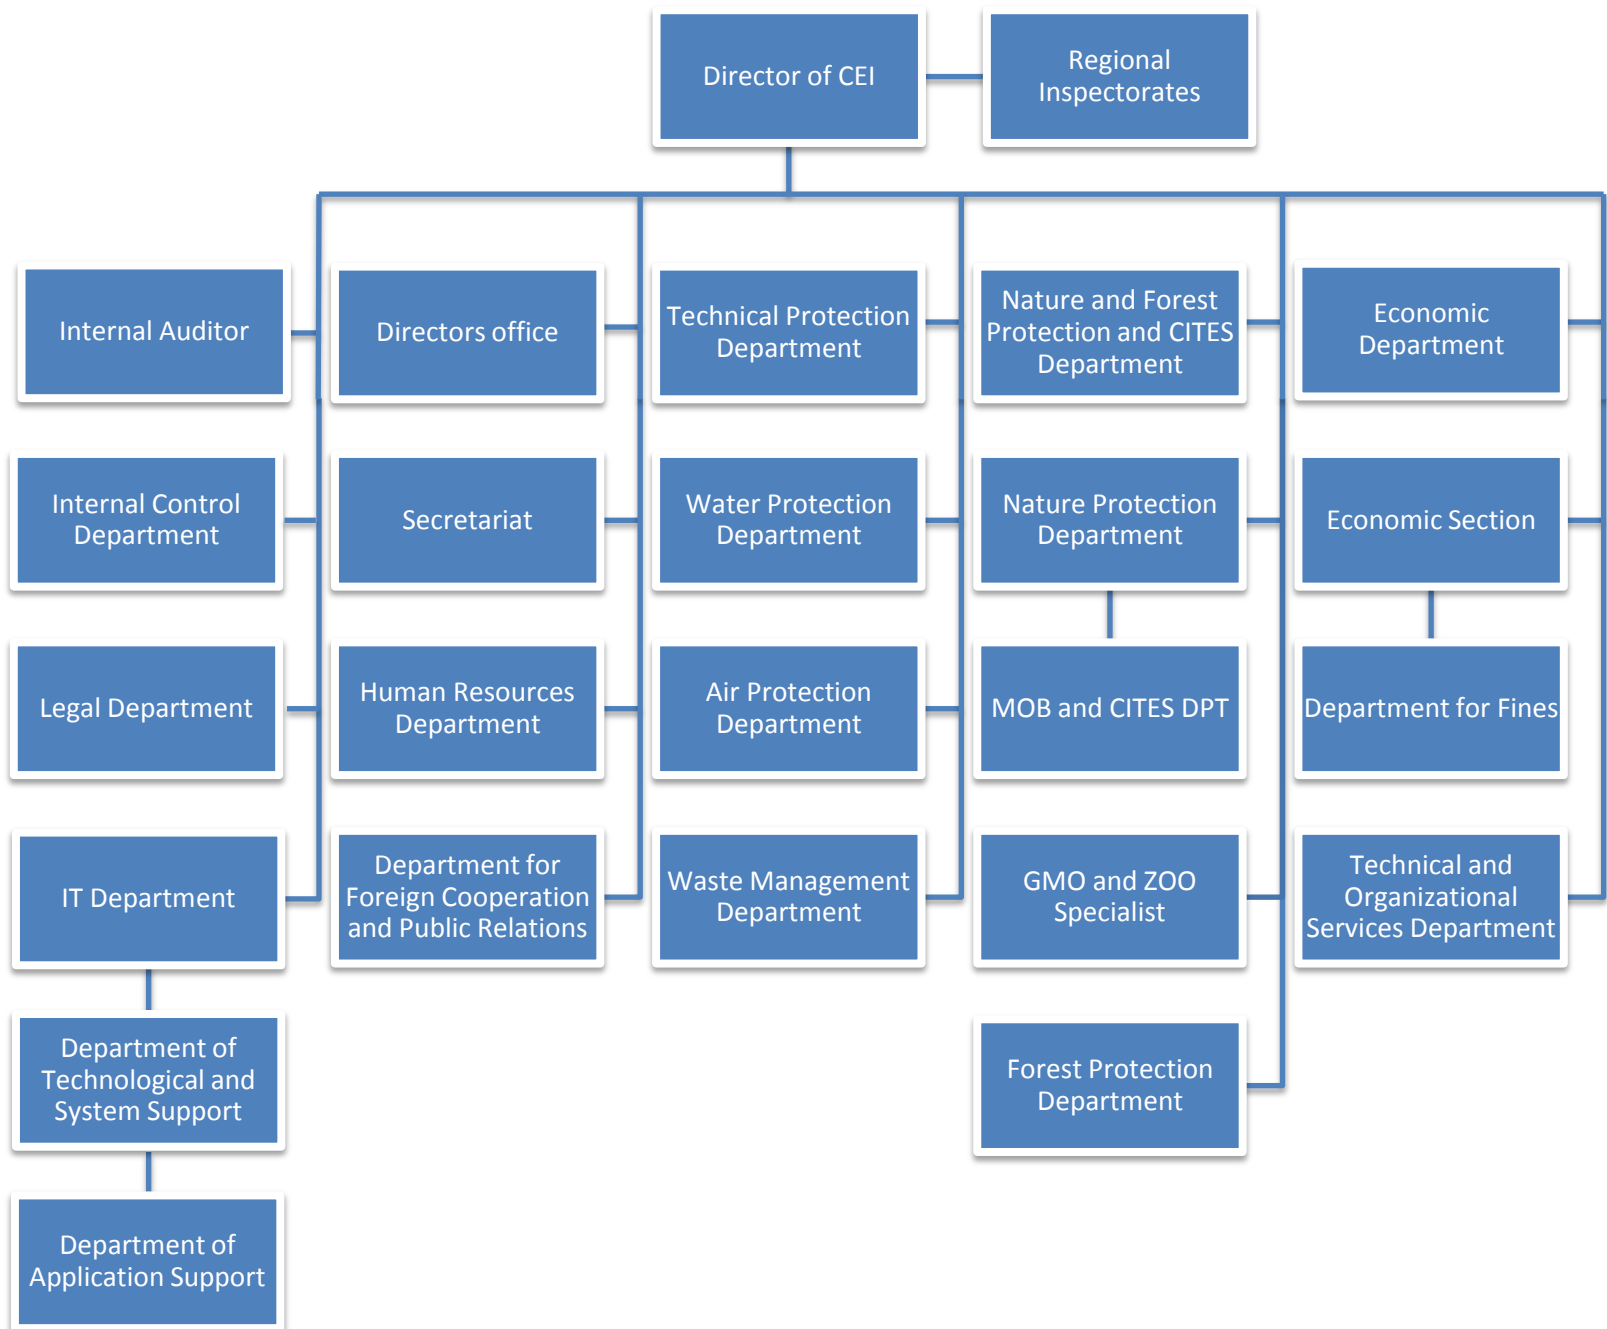 Director of CEI
Regional
Inspectorates
Internal Auditor
Directors office
Technical Protection
Department
Nature and Forest
Protection and CITES
Department
Economic
Department
Internal Control
Department
Secretariat
Water Protection
Department
Nature Protection
Department
Economic Section
Legal Department
Human Resources
Department
Air Protection
Department
MOB and CITES DPT
Department for Fines
IT Department
Department for
Foreign Cooperation
and Public Relations
Waste Management
Department
GMO and ZOO
Specialist
Technical and
Organizational
Services Department
Department of
Technological and
System Support
Forest Protection
Department
Department of
Application Support